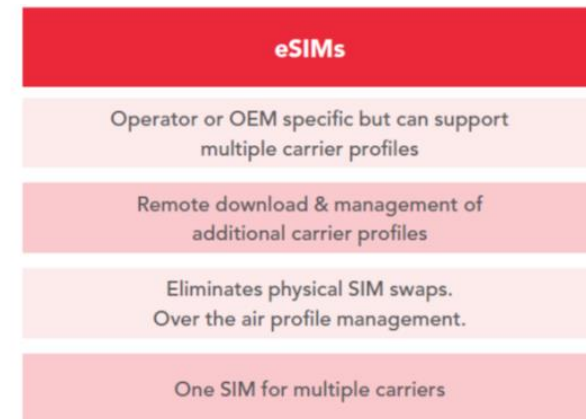 eSIMs
Operator or OEM specific but can support
multiple carrier profiles
Remote download & management of
additional carrier profiles
Eliminates physical SIM swaps.
Over the air profile management.
One SIM for multiple carriers